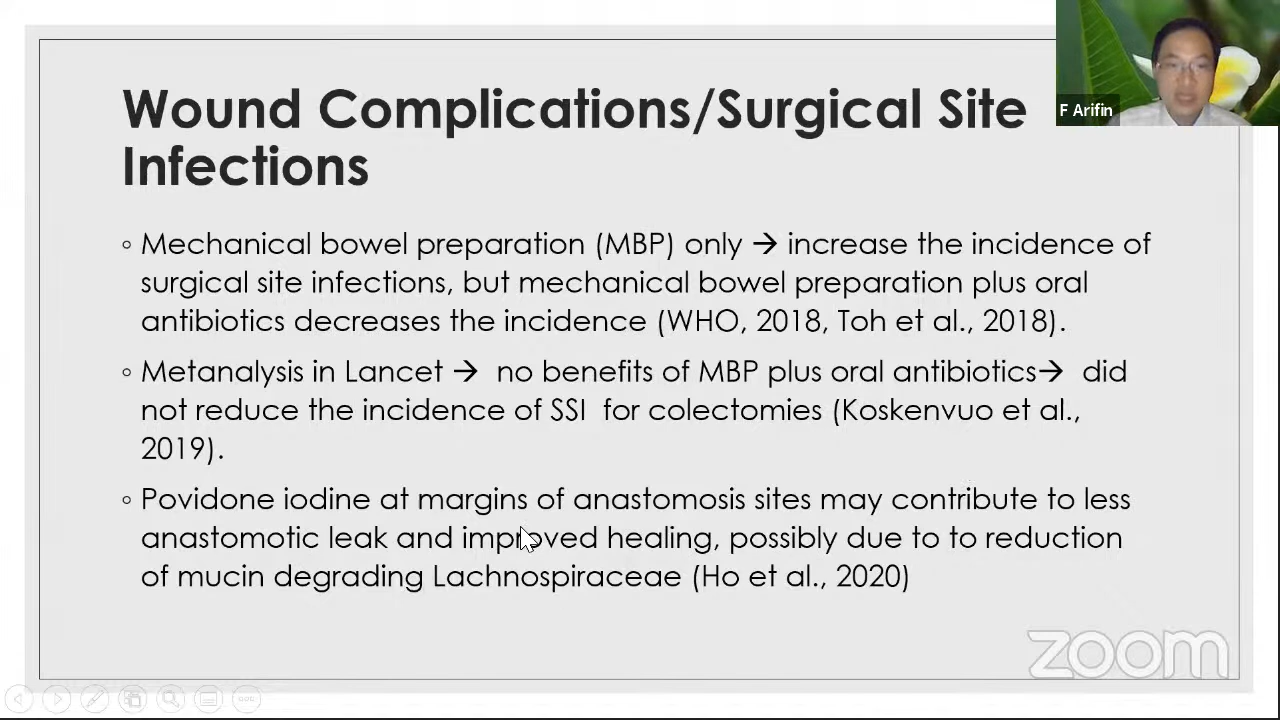 Wound Complications/Surgical Site
Infections
F Arifin
◦ Mechanical bowel preparation (MBP) only → increase the incidence of
surgical site infections, but mechanical bowel preparation plus oral
antibiotics decreases the incidence (WHO, 2018, Toh et al., 2018).
◦ Metanalysis in Lancet → no benefits of MBP plus oral antibiotics→ did
not reduce the incidence of SSI for colectomies (Koskenvuo et al.,
2019).
◦ Povidone iodine at margins of anastomosis sites may contribute to less
anastomotic leak and improved healing, possibly due to to reduction
of mucin degrading Lachnospiraceae (Ho et al., 2020)
zoom